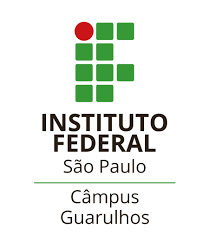 INSTITUTO
FEDERAL
São Paulo
Câmpus
Guarulhos